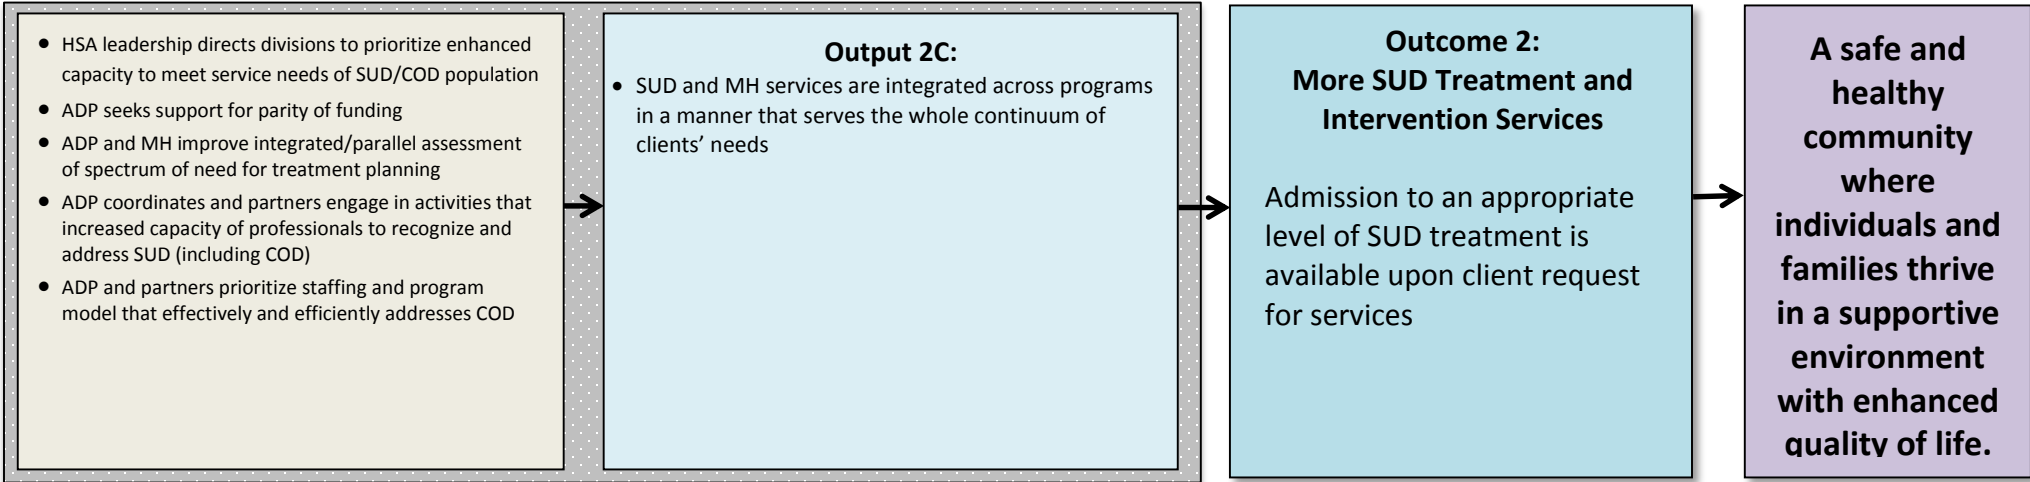 • HSA leadership directs divisions to prioritize enhanced
capacity to meet service needs of SUD/COD population
• ADP seeks support for parity of funding
• ADP and MH improve integrated/parallel assessment
of spectrum of need for treatment planning
• ADP coordinates and partners engage in activities that
increased capacity of professionals to recognize and
address SUD (including COD)
• ADP and partners prioritize staffing and program
model that effectively and efficiently addresses COD
Output 2C:
• SUD and MH services are integrated across programs
in a manner that serves the whole continuum of
clients’ needs
Outcome 2:
More SUD Treatment and
Intervention Services
Admission to an appropriate
level of SUD treatment is
available upon client request
for services
A safe and
healthy
community
where
individuals and
families thrive
in a supportive
environment
with enhanced
quality of life.